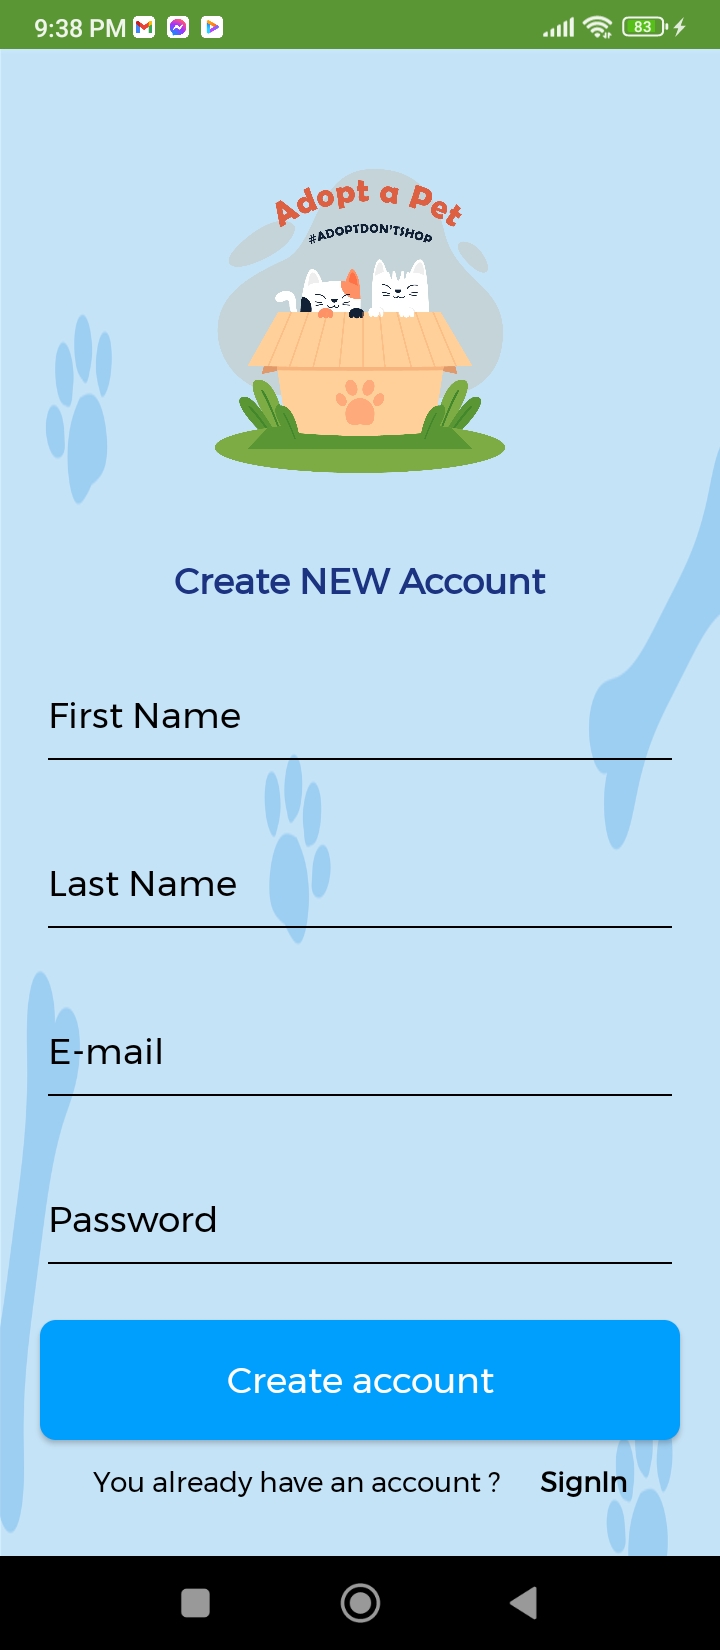 9:38 PM 83
Adopt a Pet
#ADOPTDON'TSHOP
Create NEW Account
First Name
Last Name
E-mail
Password
Create account
You already have an account ? SignIn